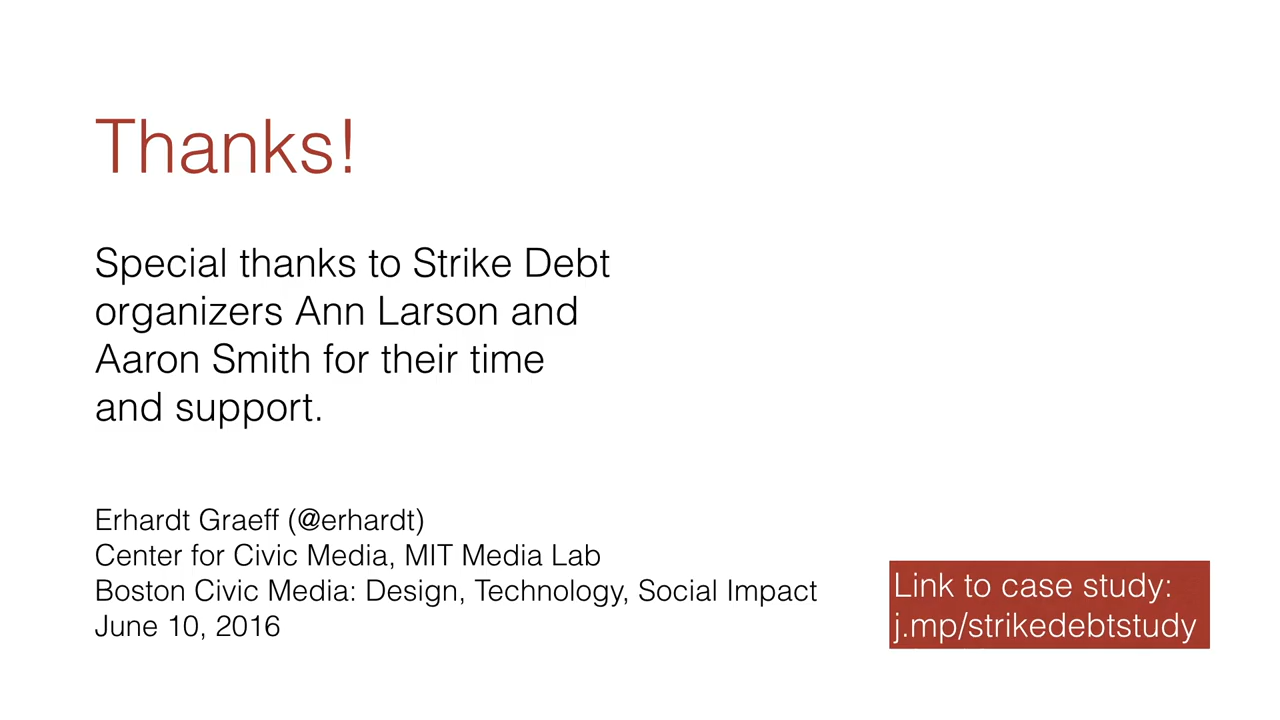 Thanks!
Special thanks to Strike Debt
organizers Ann Larson and
Aaron Smith for their time
and support.
Erhardt Graeff (@erhardt)
Center for Civic Media, MIT Media Lab
Boston Civic Media: Design, Technology, Social Impact
June 10, 2016
Link to case study:
j.mp/strikedebtstudy